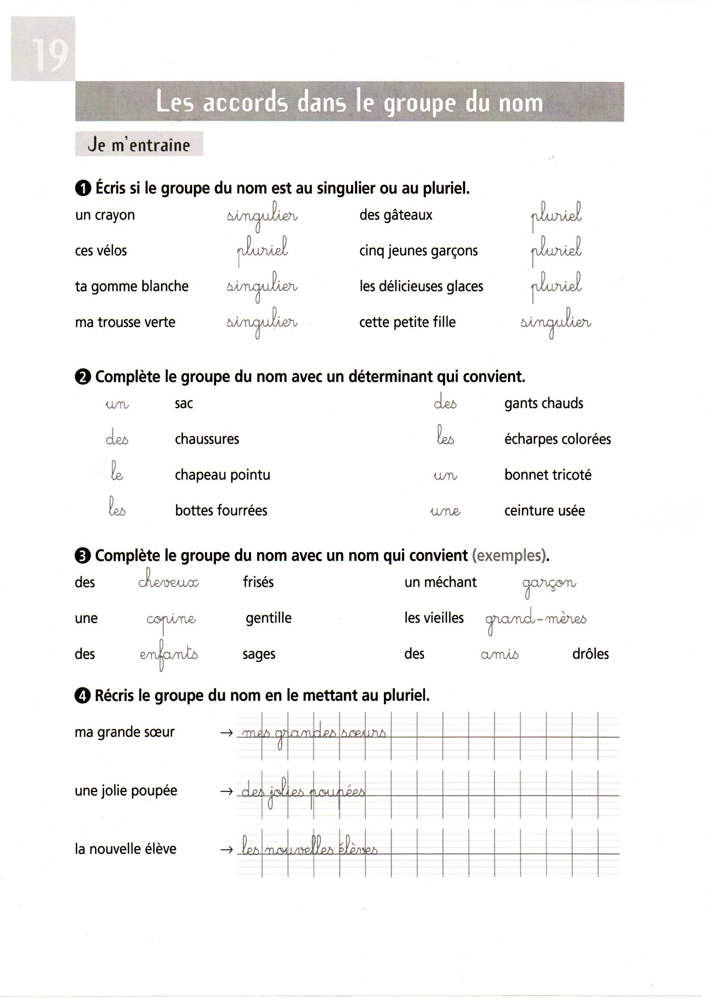 19
Les accords dans le groupe du nom
Je m'entraîne
1 Écris si le groupe du nom est au singulier ou au pluriel.
un crayon singulier des gâteaux pluriel
ces vélos pluriel cinq jeunes garçons pluriel
ta gomme blanche singulier les délicieuses glaces pluriel
ma trousse verte singulier cette petite fille singulier
2 Complète le groupe du nom avec un déterminant qui convient.
un sac des gants chauds
des chaussures les écharpes colorées
le chapeau pointu un bonnet tricoté
les bottes fourrées une ceinture usée
3 Complète le groupe du nom avec un nom qui convient (exemples).
des cheveux frisés un méchant garçon
une copine gentille les vieilles grand-mères
des enfants sages des amis drôles
4 Récris le groupe du nom en le mettant au pluriel.
ma grande sœur → mes grandes sœurs
une jolie poupée → des jolies poupées
la nouvelle élève → les nouvelles élèves